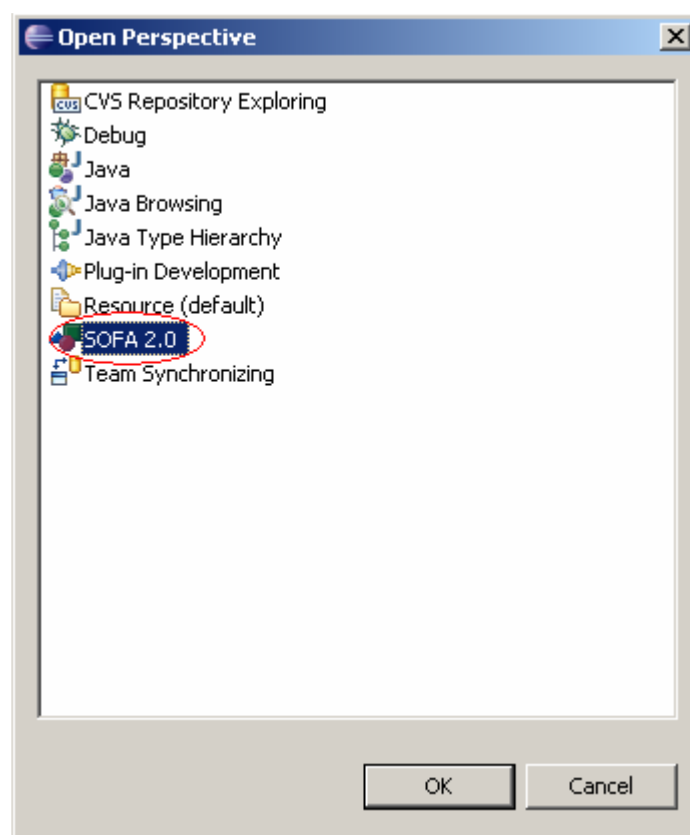 Open Perspective
CVS Repository Exploring
Debug
Java
Java Browsing
Java Type Hierarchy
Plug-in Development
Resource (default)
SOFA 2.0
Team Synchronizing
OK Cancel